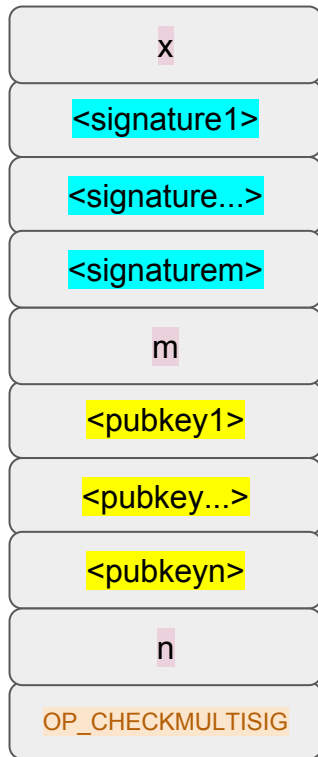 x
<signature1>
<signature...>
<signaturem>
m
<pubkey1>
<pubkey...>
<pubkeyn>
n
OP_CHECKMULTISIG